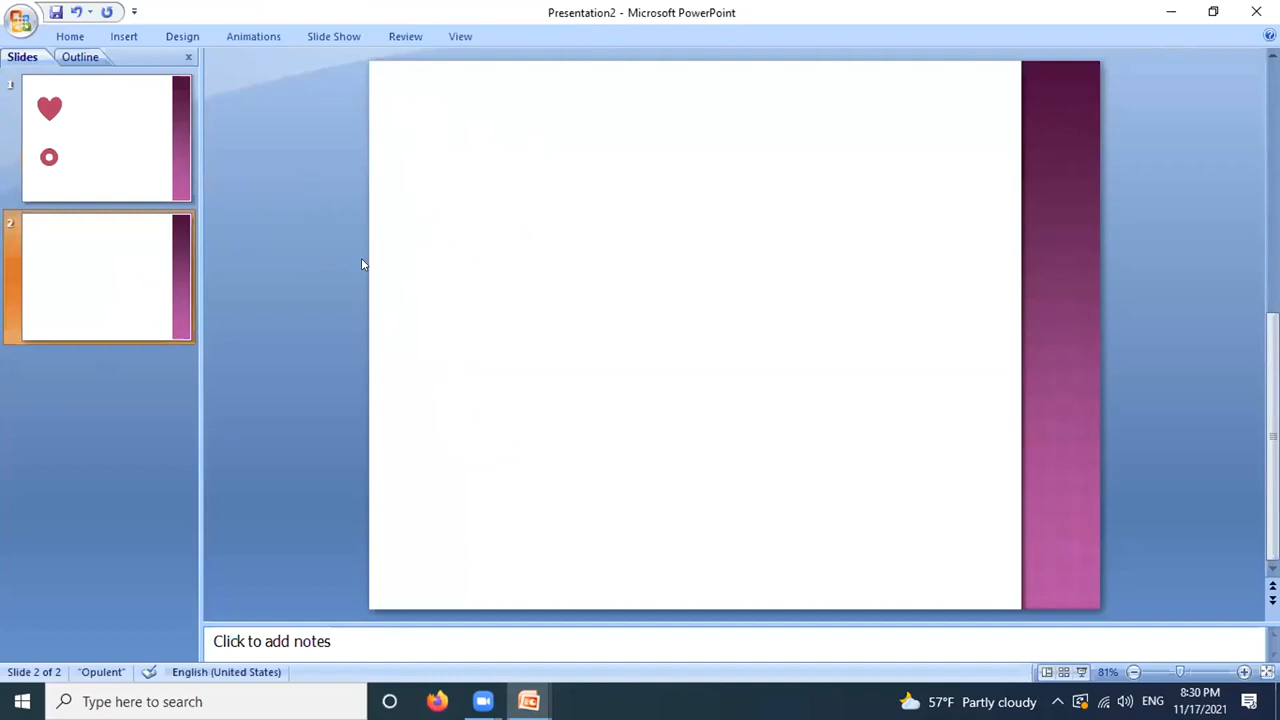 Presentation2 - Microsoft PowerPoint
Home Insert Design Animations Slide Show Review View
Slides Outline x
1
2
Click to add notes
Slide 2 of 2 "Opulent" English (United States) 81%
Type here to search 57°F Partly cloudy ENG 8:30 PM
11/17/2021